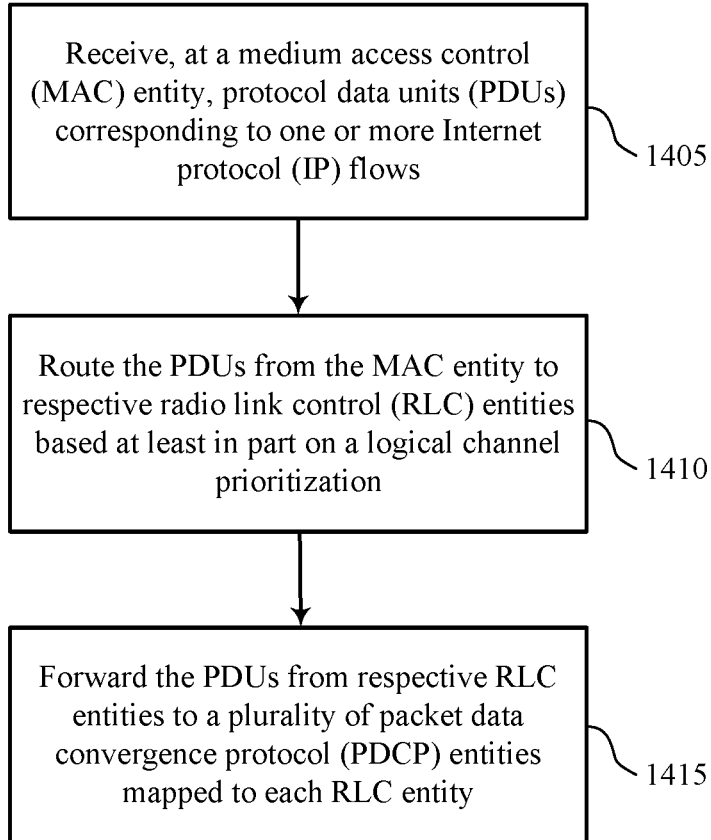 Receive, at a medium access control
(MAC) entity, protocol data units (PDUs)
corresponding to one or more Internet
protocol (IP) flows
1405
Route the PDUs from the MAC entity to
respective radio link control (RLC) entities
based at least in part on a logical channel
prioritization
1410
Forward the PDUs from respective RLC
entities to a plurality of packet data
convergence protocol (PDCP) entities
mapped to each RLC entity
1415